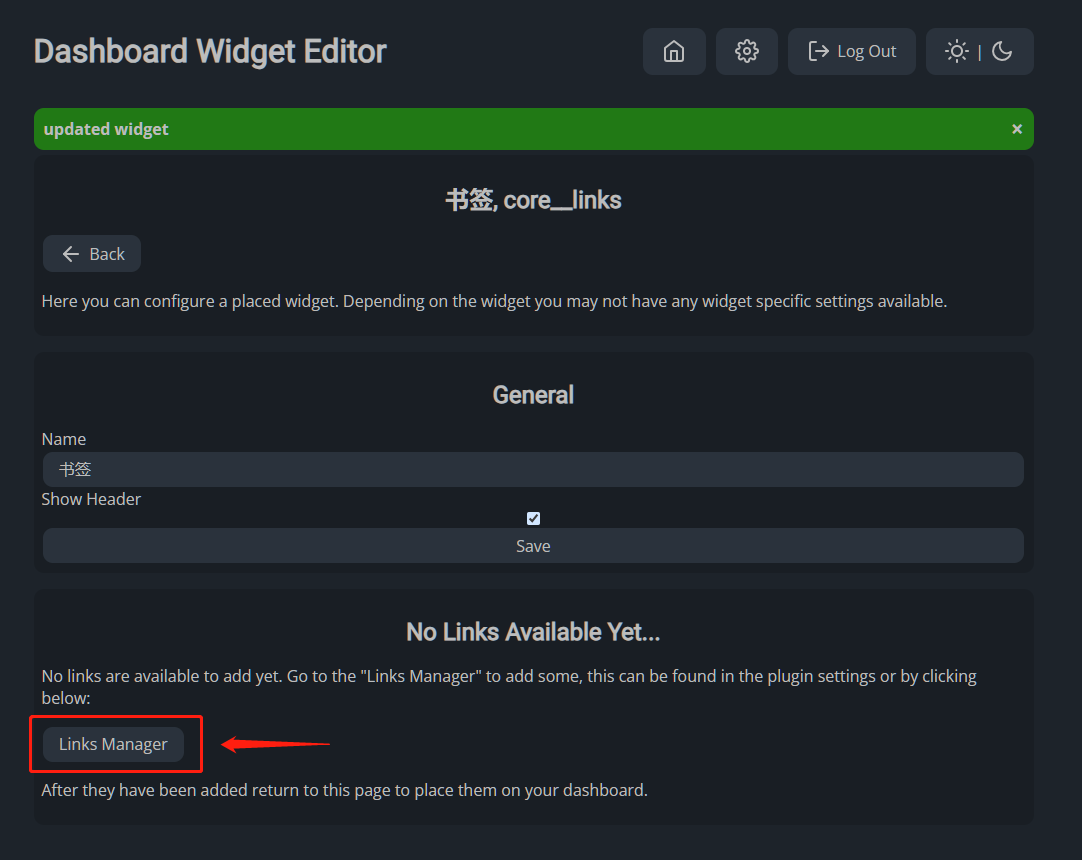 Dashboard Widget Editor
Log Out
|
updated widget
×
书签, core__links
Back
Here you can configure a placed widget. Depending on the widget you may not have any widget specific settings available.
General
Name
书签
Show Header
Save
No Links Available Yet...
No links are available to add yet. Go to the "Links Manager" to add some, this can be found in the plugin settings or by clicking
below:
Links Manager
After they have been added return to this page to place them on your dashboard.